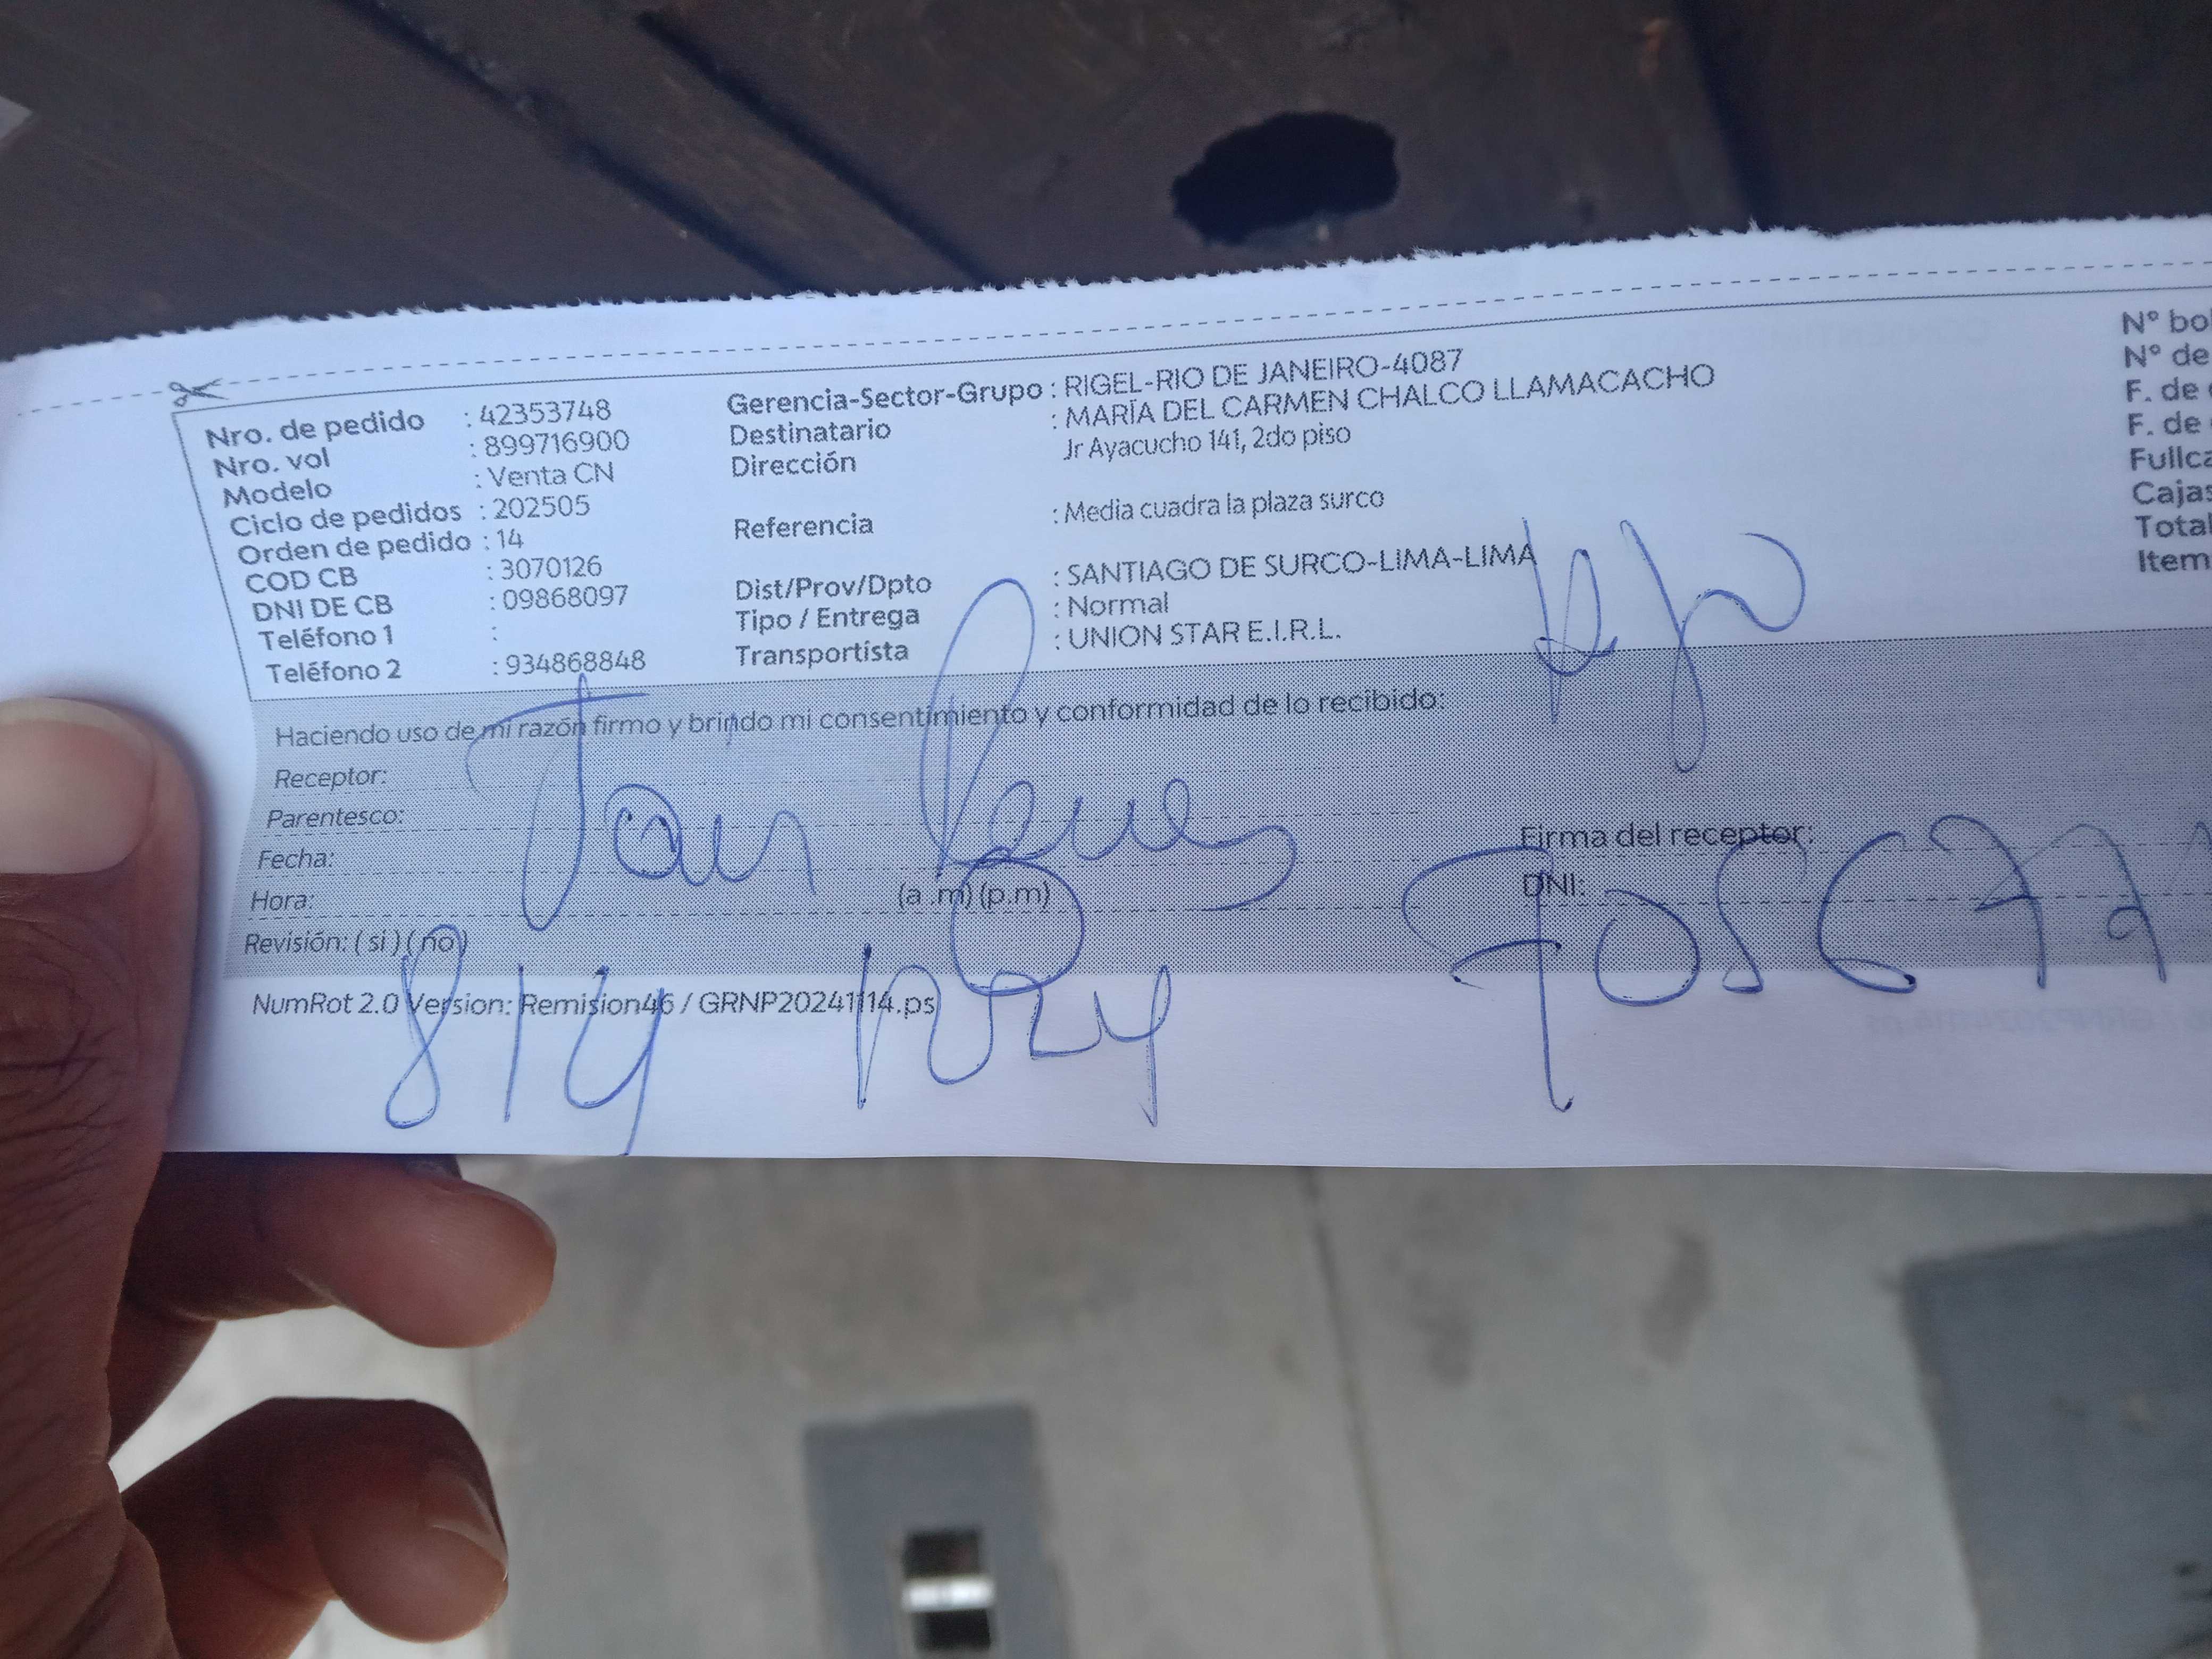 Nro. de pedido : 42353748
Nro. vol : 899716900
Modelo : Venta CN
Ciclo de pedidos : 202505
Orden de pedido : 14
COD CB : 3070126
DNI DE CB : 09868097
Teléfono 1 :
Teléfono 2 : 934868848
Gerencia-Sector-Grupo : RIGEL-RIO DE JANEIRO-4087
Destinatario : MARÍA DEL CARMEN CHALCO LLAMACACHO
Dirección Jr Ayacucho 141, 2do piso
Referencia : Media cuadra la plaza surco
Dist/Prov/Dpto : SANTIAGO DE SURCO-LIMA-LIMA
Tipo / Entrega : Normal
Transportista : UNION STAR E.I.R.L.
N° bol
N° de
F. de
F. de
Fullca
Cajas
Total
Item
Haciendo uso de mi razón firmo y brindo mi consentimiento y conformidad de lo recibido:
Receptor:
Parentesco:
Fecha:
Hora: (a .m) (p.m)
Revisión: ( si ) ( no )
Firma del receptor:
DNI:
814
NumRot 2.0 Version: Remision46 / GRNP20241114.ps